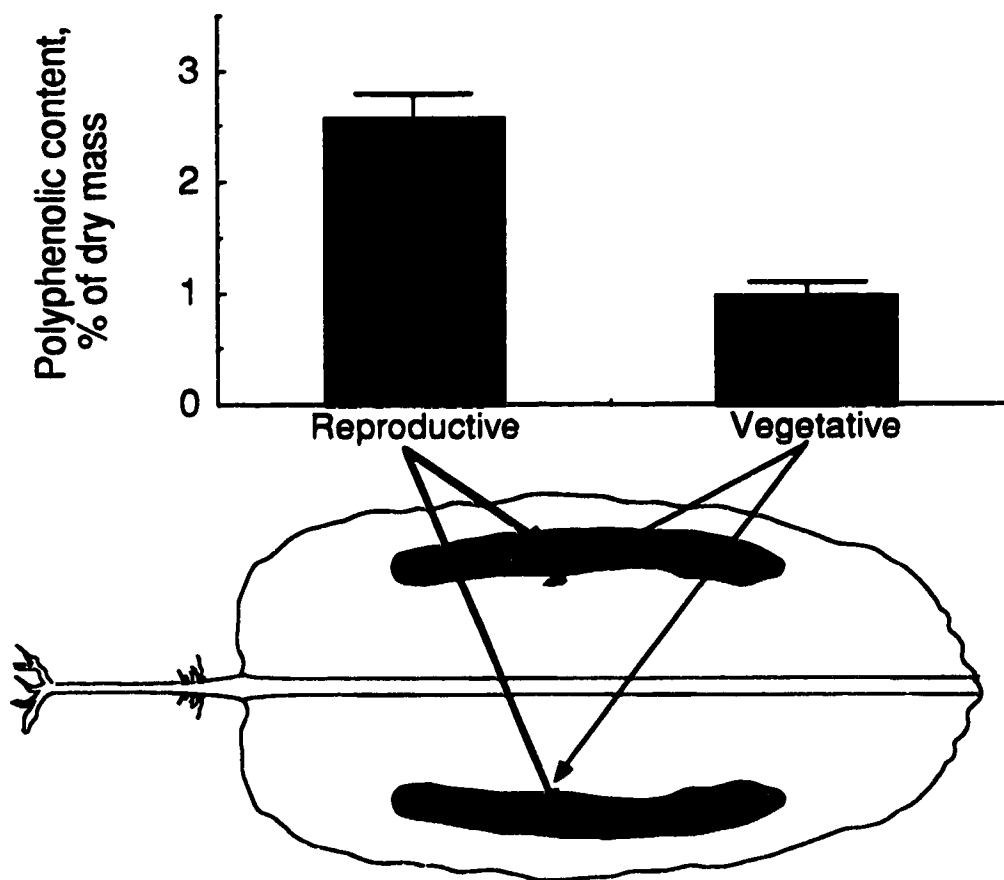 Polyphenolic content,
% of dry mass
3
2
1
0
Reproductive
Vegetative